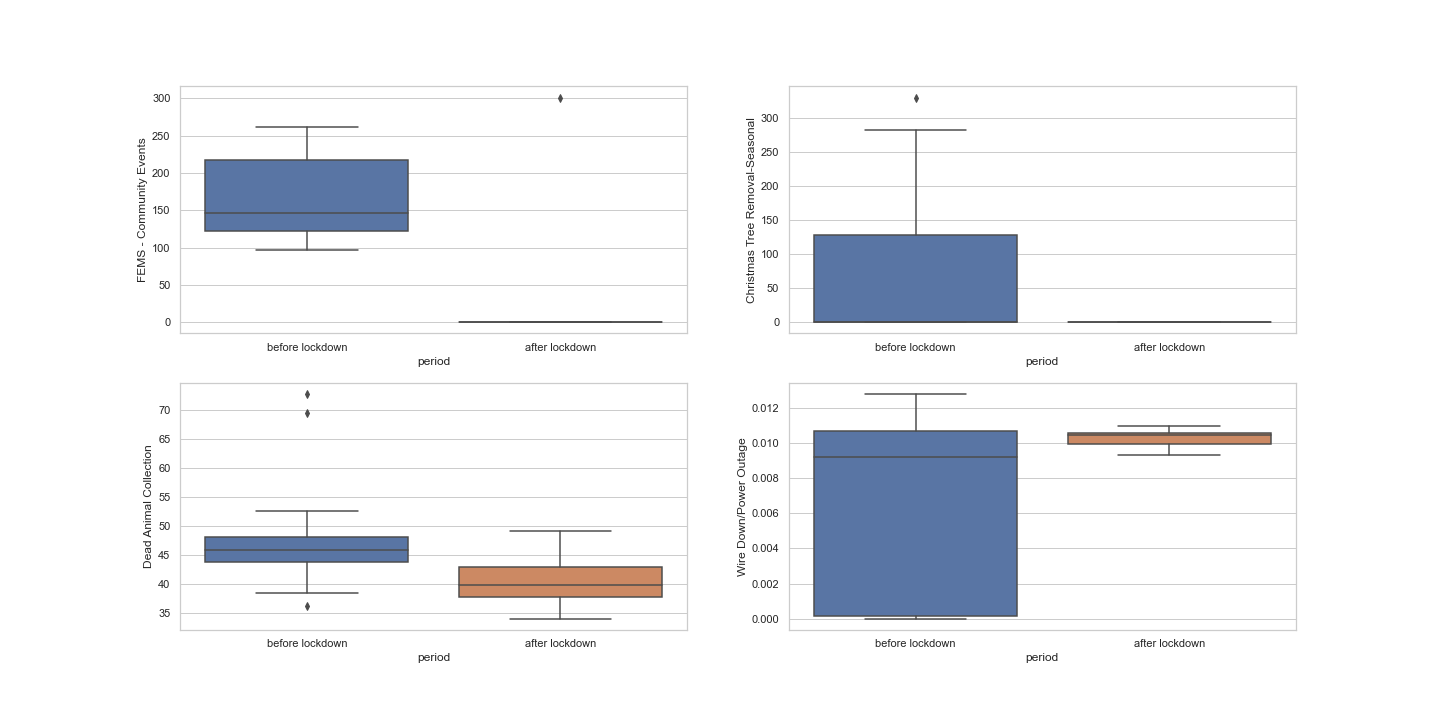 FEMS - Community Events
300
250
200
150
100
50
0
before lockdown
after lockdown
period
Christmas Tree Removal-Seasonal
300
250
200
150
100
50
0
before lockdown
after lockdown
period
Dead Animal Collection
70
65
60
55
50
45
40
35
before lockdown
after lockdown
period
Wire Down/Power Outage
0.012
0.010
0.008
0.006
0.004
0.002
0.000
before lockdown
after lockdown
period